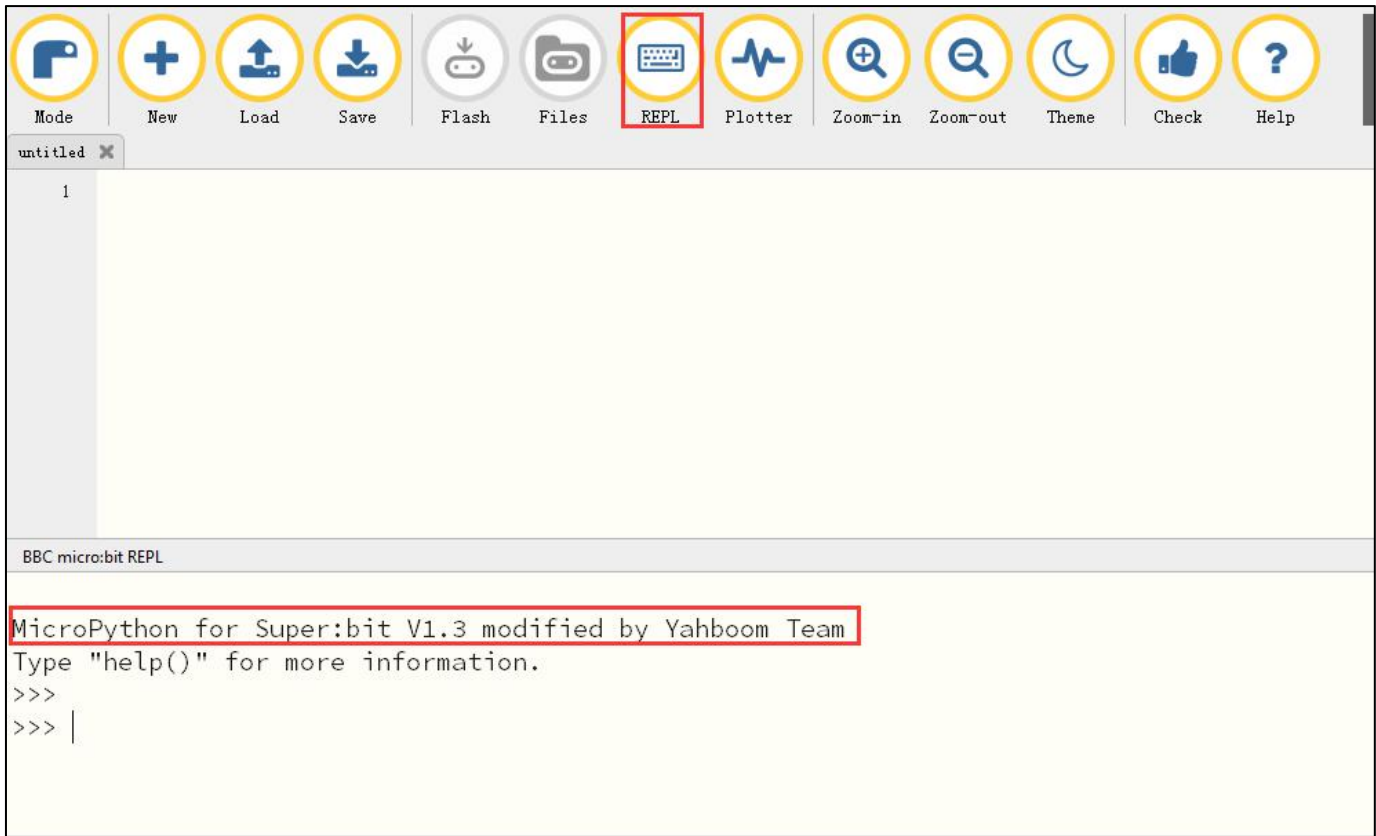 Mode New Load Save Flash Files REPL Plotter Zoom-in Zoom-out Theme Check Help
untitled
1
BBC micro:bit REPL
MicroPython for Super:bit V1.3 modified by Yahboom Team
Type "help()" for more information.
>>>
>>>